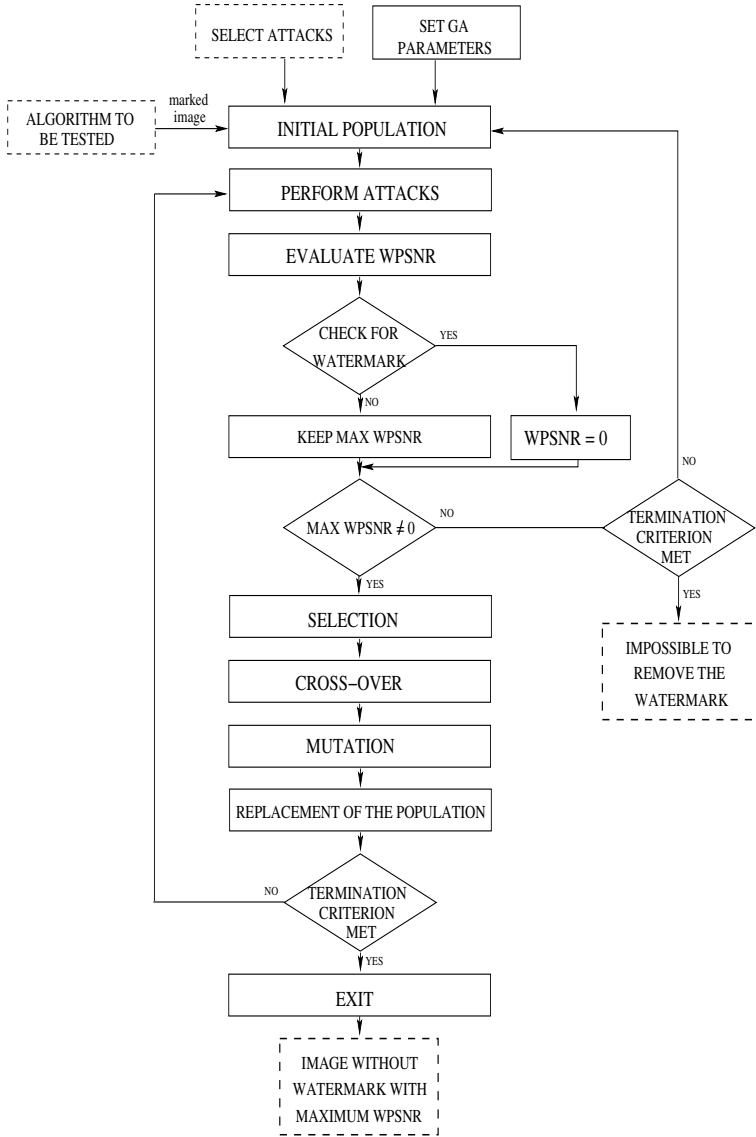 SELECT ATTACKS
SET GA
PARAMETERS
ALGORITHM TO
BE TESTED
marked
image
INITIAL POPULATION
PERFORM ATTACKS
EVALUATE WPSNR
CHECK FOR
WATERMARK
YES
NO
KEEP MAX WPSNR
WPSNR = 0
MAX WPSNR ≠ 0
NO
NO
TERMINATION
CRITERION
MET
YES
YES
SELECTION
IMPOSSIBLE TO
REMOVE THE
WATERMARK
CROSS−OVER
MUTATION
REPLACEMENT OF THE POPULATION
NO
TERMINATION
CRITERION
MET
YES
EXIT
IMAGE WITHOUT
WATERMARK WITH
MAXIMUM WPSNR